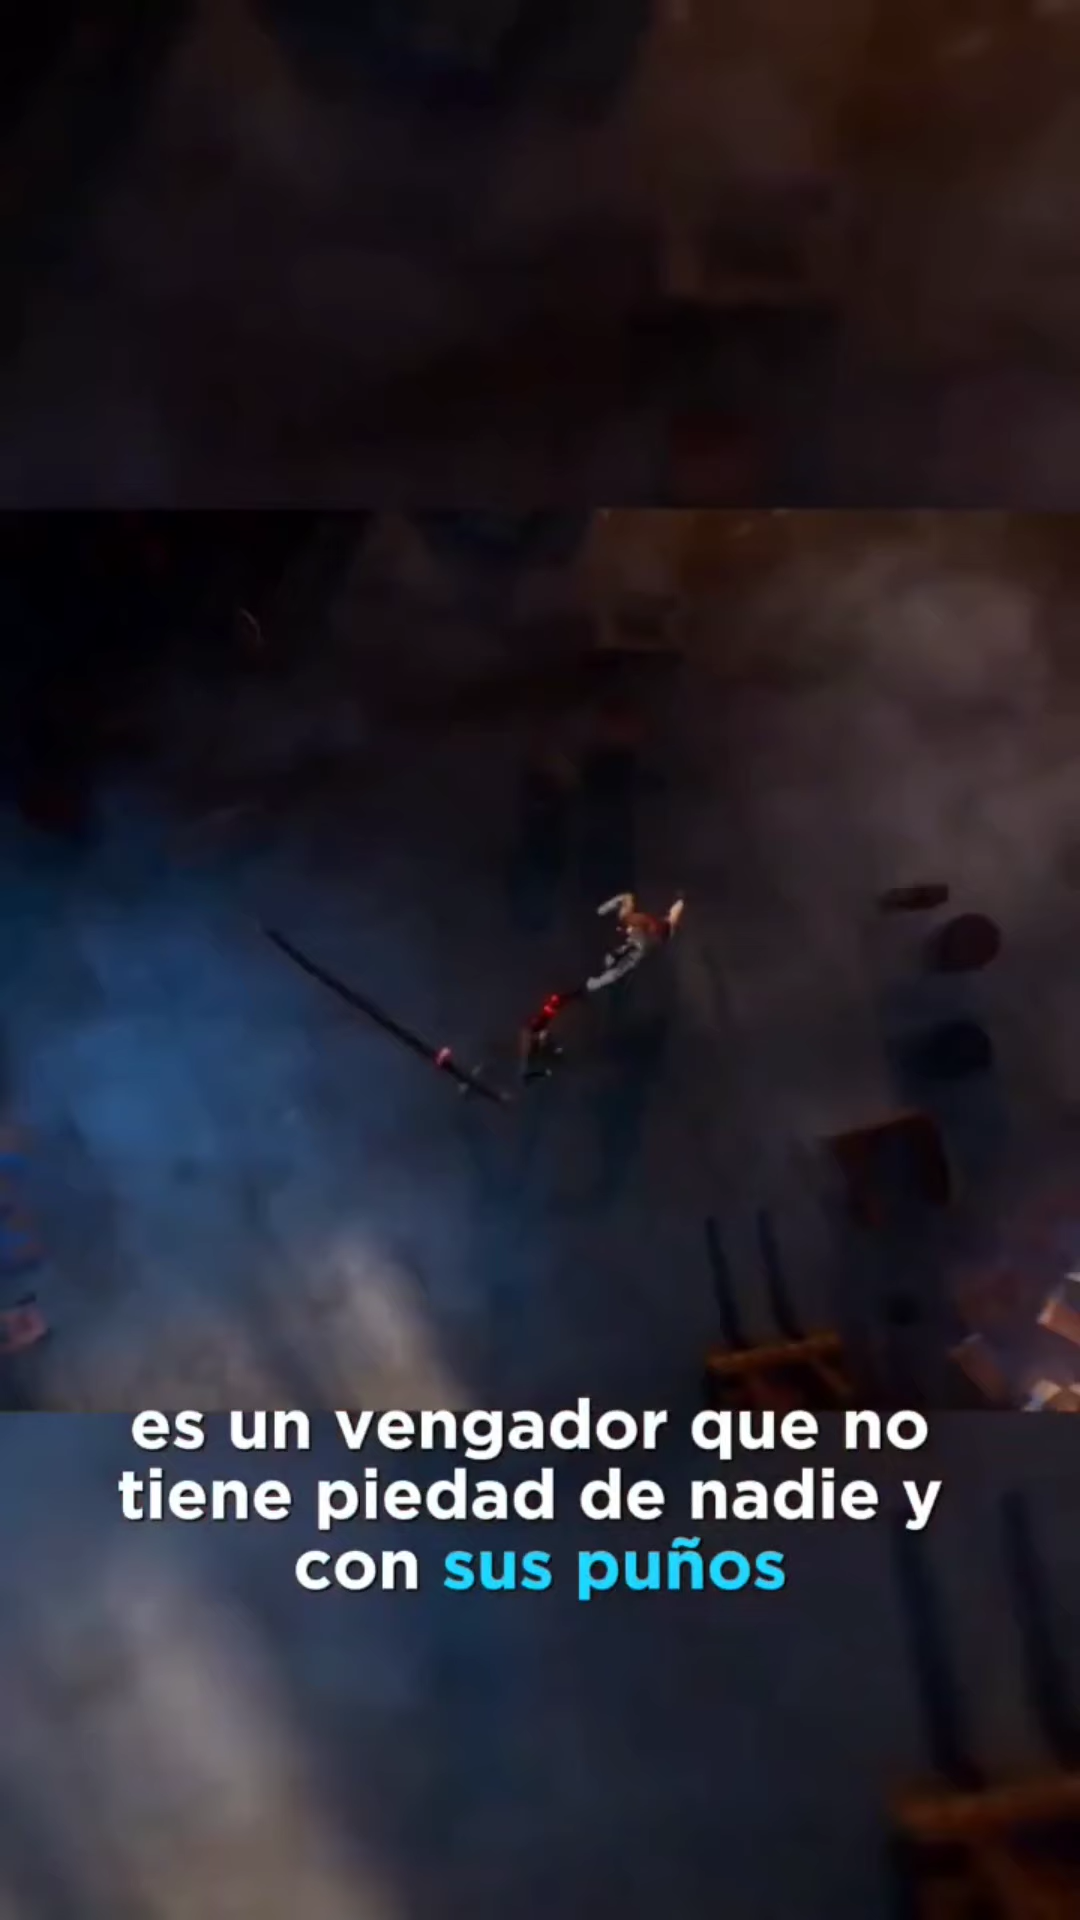 es un vengador que no
tiene piedad de nadie y
con sus puños